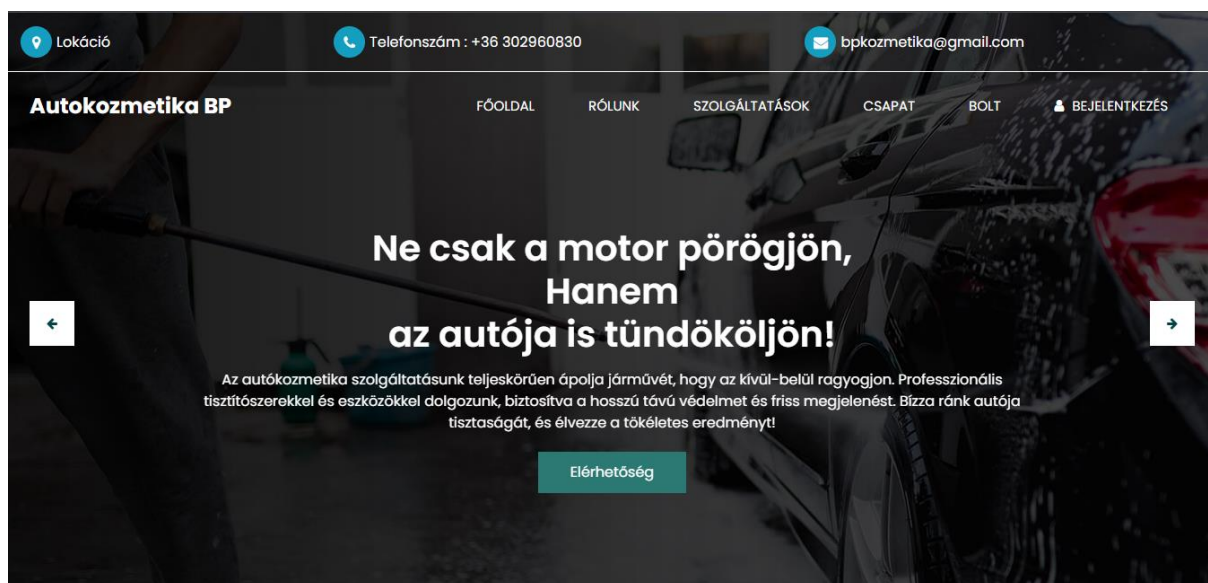 Lokáció
Telefonszám : +36 302960830
bpkozmetika@gmail.com
Autokozmetika BP
FŐOLDAL
RÓLUNK
SZOLGÁLTATÁSOK
CSAPAT
BOLT
BEJELENTKEZÉS
Ne csak a motor pörögjön,
Hanem
az autója is tündököljön!
Az autókozmetika szolgáltatásunk teljeskörűen ápolja járművét, hogy az kívül-belül ragyogjon. Professzionális
tisztítószerekkel és eszközökkel dolgozunk, biztosítva a hosszú távú védelmet és friss megjelenést. Bízza ránk autója
tisztaságát, és élvezze a tökéletes eredményt!
Elérhetőség